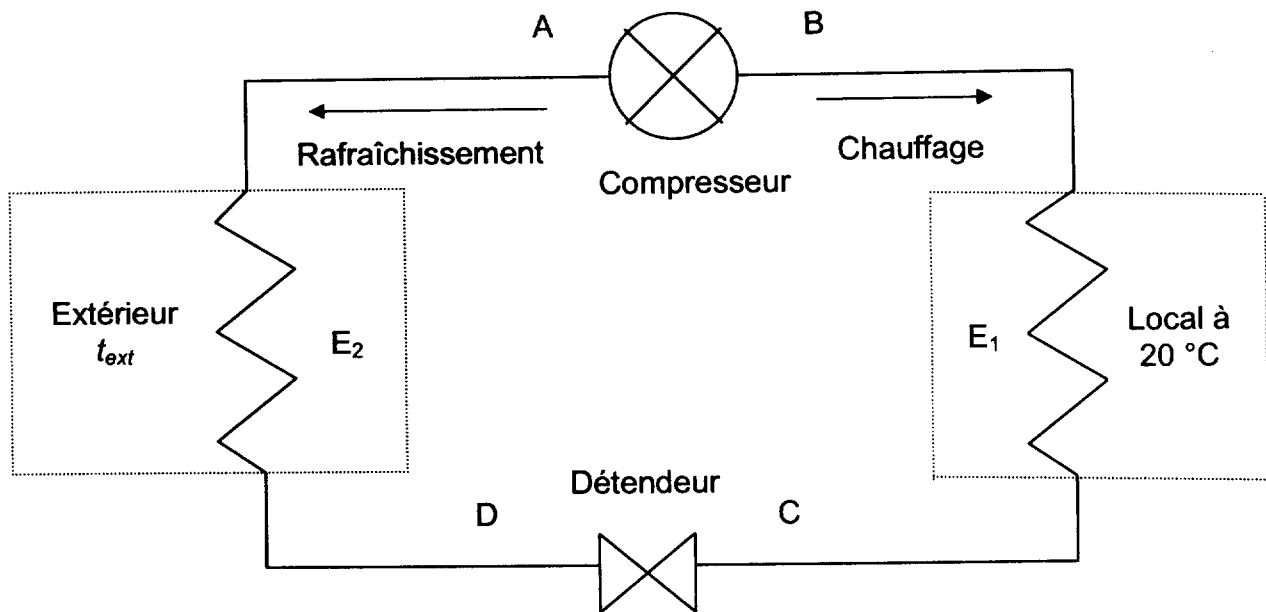 A
B
Rafraîchissement
Chauffage
Compresseur
Extérieur
t_ext
E₂
E₁
Local à
20 °C
Détendeur
D
C